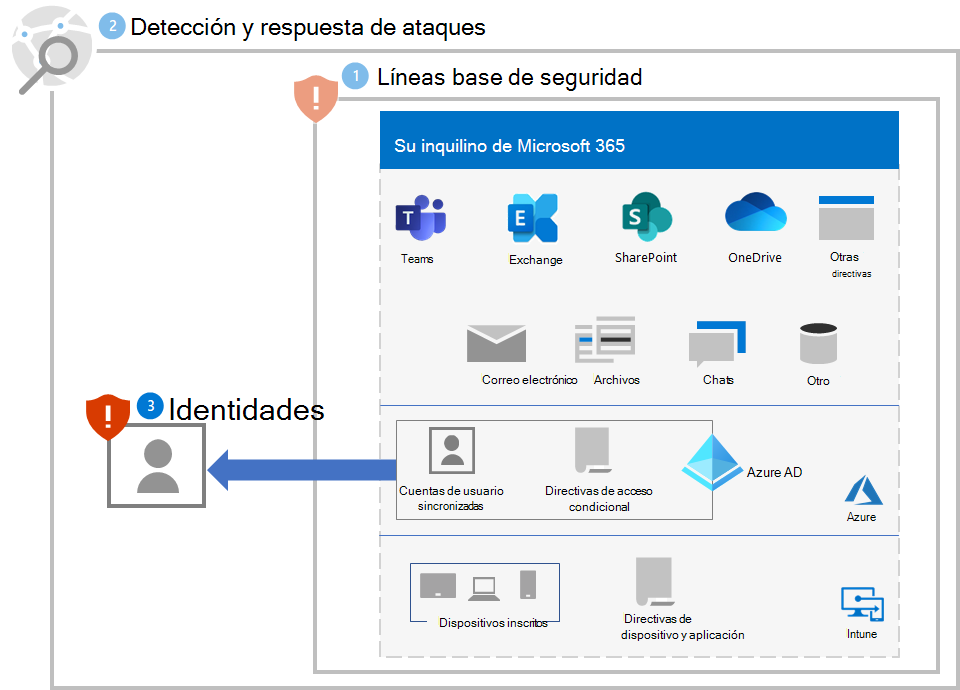 2 Detección y respuesta de ataques
1 Líneas base de seguridad
!
Su inquilino de Microsoft 365
T
E
S
Teams
Exchange
SharePoint
OneDrive
Otras
directivas
Correo electrónico
Archivos
Chats
Otro
!
3 Identidades
Cuentas de usuario
sincronizadas
Directivas de acceso
condicional
Azure AD
Azure
Dispositivos inscritos
Directivas de
dispositivo y aplicación
Intune